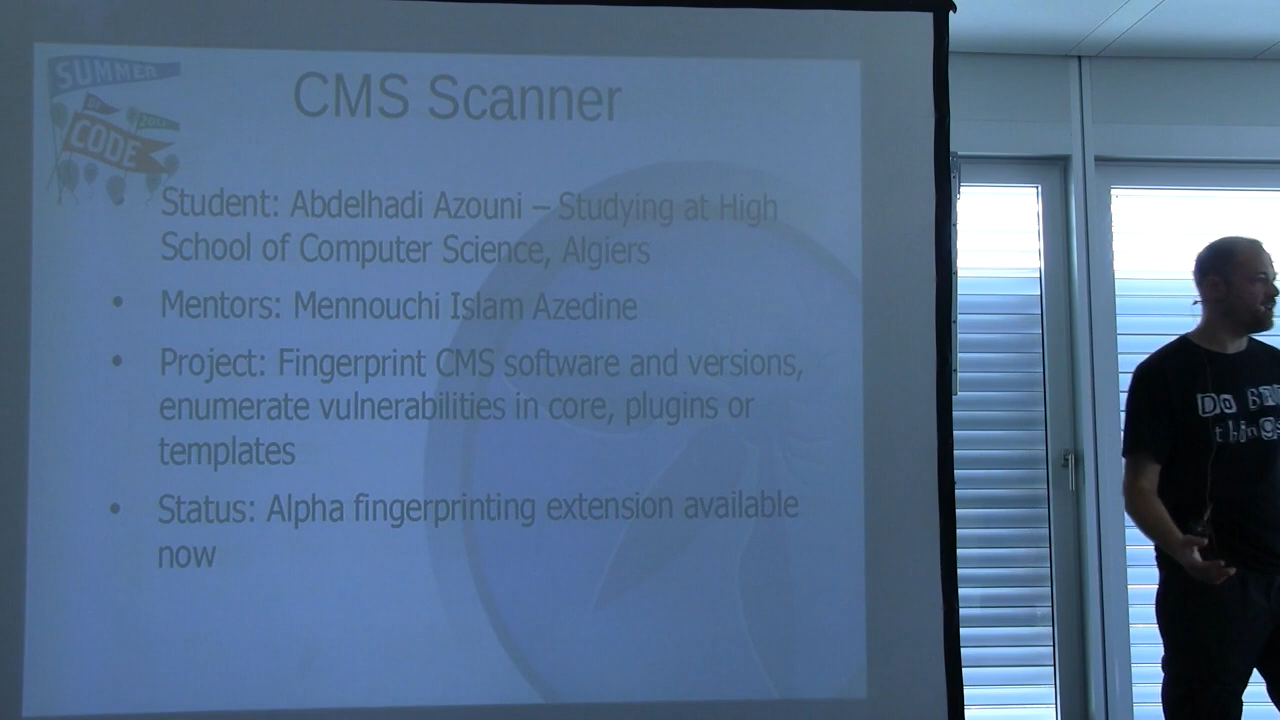 SUMMER
OF
CODE
CMS Scanner
Student: Abdelhadi Azouni – Studying at High
School of Computer Science, Algiers
• Mentors: Mennouchi Islam Azedine
• Project: Fingerprint CMS software and versions,
enumerate vulnerabilities in core, plugins or
templates
• Status: Alpha fingerprinting extension available
now
Do
things